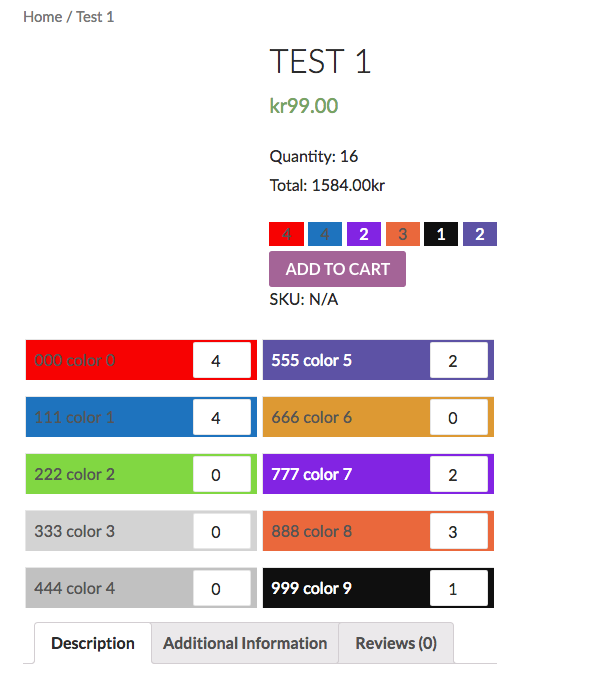 Home / Test 1
TEST 1
kr99.00
Quantity: 16
Total: 1584.00kr
4 4 2 3 1 2
ADD TO CART
SKU: N/A
000 color 0 4 555 color 5 2
111 color 1 4 666 color 6 0
222 color 2 0 777 color 7 2
333 color 3 0 888 color 8 3
444 color 4 0 999 color 9 1
Description Additional Information Reviews (0)